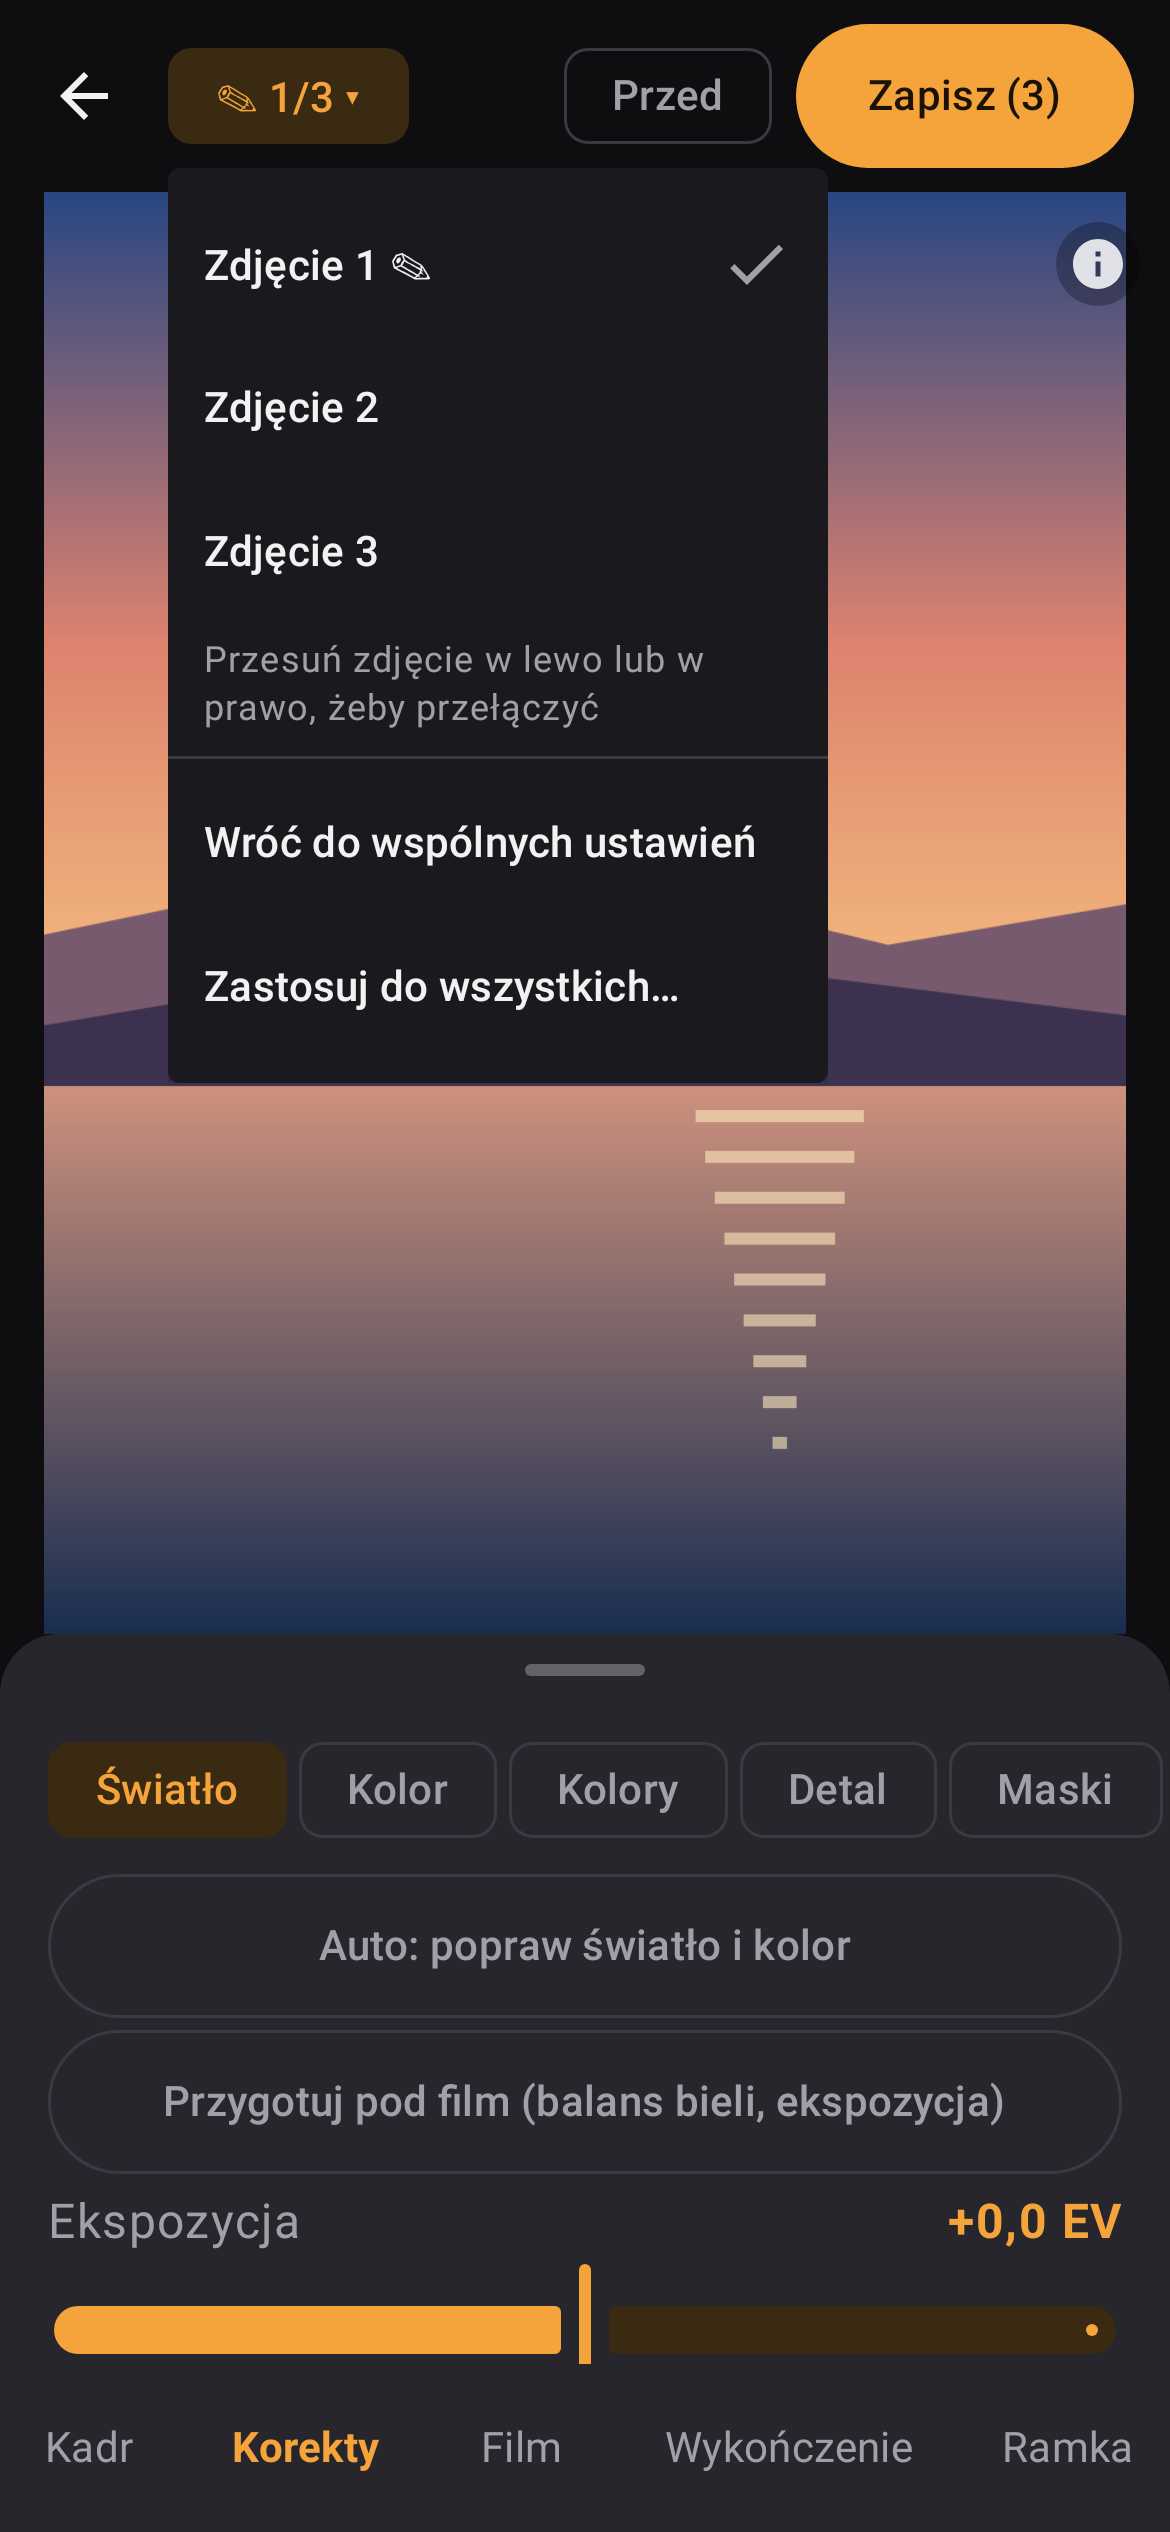 ✎ 1/3 ▾
Przed
Zapisz (3)
Zdjęcie 1 ✎
Zdjęcie 2
Zdjęcie 3
Przesuń zdjęcie w lewo lub w
prawo, żeby przełączyć
Wróć do wspólnych ustawień
Zastosuj do wszystkich…
Światło
Kolor
Kolory
Detal
Maski
Auto: popraw światło i kolor
Przygotuj pod film (balans bieli, ekspozycja)
Ekspozycja
+0,0 EV
Kadr
Korekty
Film
Wykończenie
Ramka